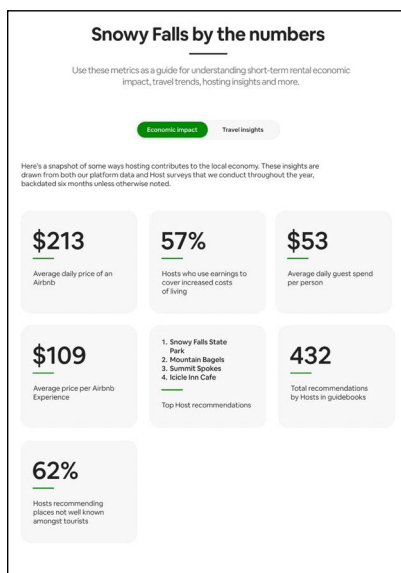 Snowy Falls by the numbers
Use these metrics as a guide for understanding short-term rental economic
impact, travel trends, hosting insights and more.
Economic impact
Travel insights
Here's a snapshot of some ways hosting contributes to the local economy. These insights are
drawn from both our platform data and Host surveys that we conduct throughout the year,
backdated six months unless otherwise noted.
$213
Average daily price of an
Airbnb
57%
Hosts who use earnings to
cover increased costs
of living
$53
Average daily guest spend
per person
$109
Average price per Airbnb
Experience
1. Snowy Falls State
Park
2. Mountain Bagels
3. Summit Spokes
4. Icicle Inn Cafe
Top Host recommendations
432
Total recommendations
by Hosts in guidebooks
62%
Hosts recommending
places not well known
amongst tourists